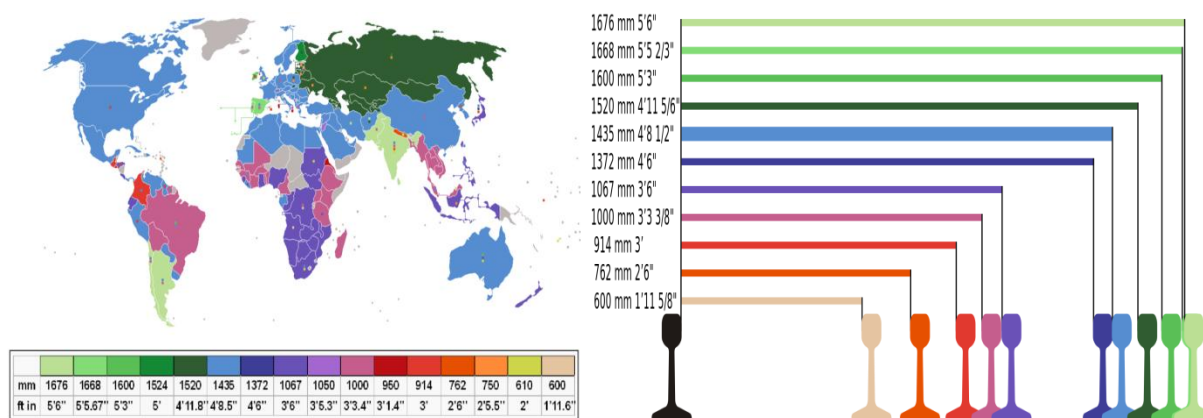 1676 mm 5'6"
1668 mm 5'5 2/3"
1600 mm 5'3"
1520 mm 4'11 5/6"
1435 mm 4'8 1/2"
1372 mm 4'6"
1067 mm 3'6"
1000 mm 3'3 3/8"
914 mm 3'
762 mm 2'6"
600 mm 1'11 5/8"
mm 1676 1668 1600 1524 1520 1435 1372 1067 1050 1000 950 914 762 750 610 600
ft in 5'6" 5'5.67" 5'3" 5' 4'11.8" 4'8.5" 4'6" 3'6" 3'5.3" 3'3.4" 3'1.4" 3' 2'6" 2'5.5" 2' 1'11.6"